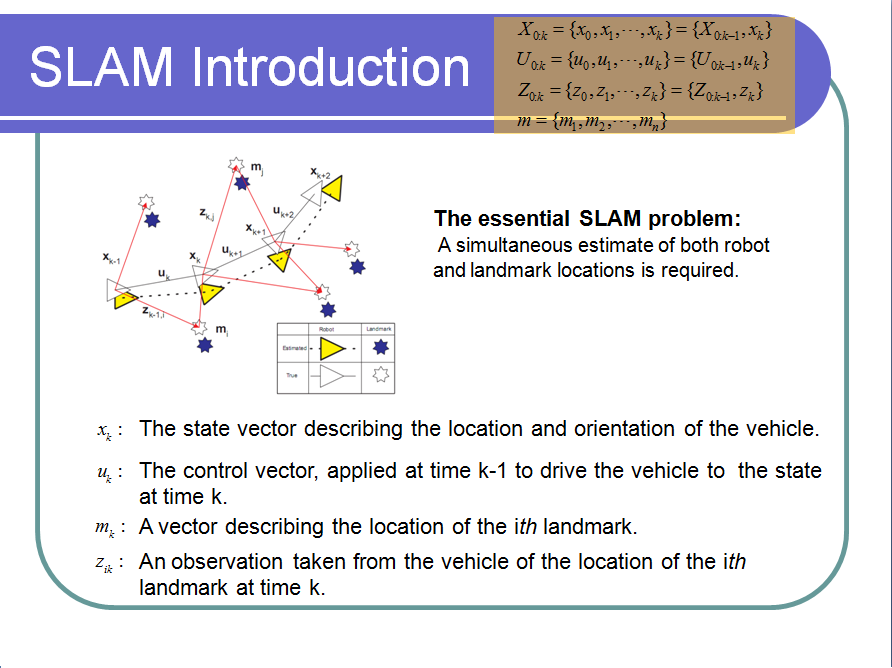 SLAM Introduction
X_{0:k} = {x_0, x_1, ⋯, x_k} = {X_{0:k-1}, x_k}
U_{0:k} = {u_0, u_1, ⋯, u_k} = {U_{0:k-1}, u_k}
Z_{0:k} = {z_0, z_1, ⋯, z_k} = {Z_{0:k-1}, z_k}
m = {m_1, m_2, ⋯, m_n}
m_j
x_{k+2}
z_{k,j}
u_{k+2}
x_{k+1}
x_{k-1}
x_k
u_{k+1}
u_k
z_{k-1,i}
m_i
Robot Landmark
Estimated
True
The essential SLAM problem:
A simultaneous estimate of both robot
and landmark locations is required.
x_k : The state vector describing the location and orientation of the vehicle.
u_k : The control vector, applied at time k-1 to drive the vehicle to the state
at time k.
m_k : A vector describing the location of the ith landmark.
z_{ik} : An observation taken from the vehicle of the location of the ith
landmark at time k.